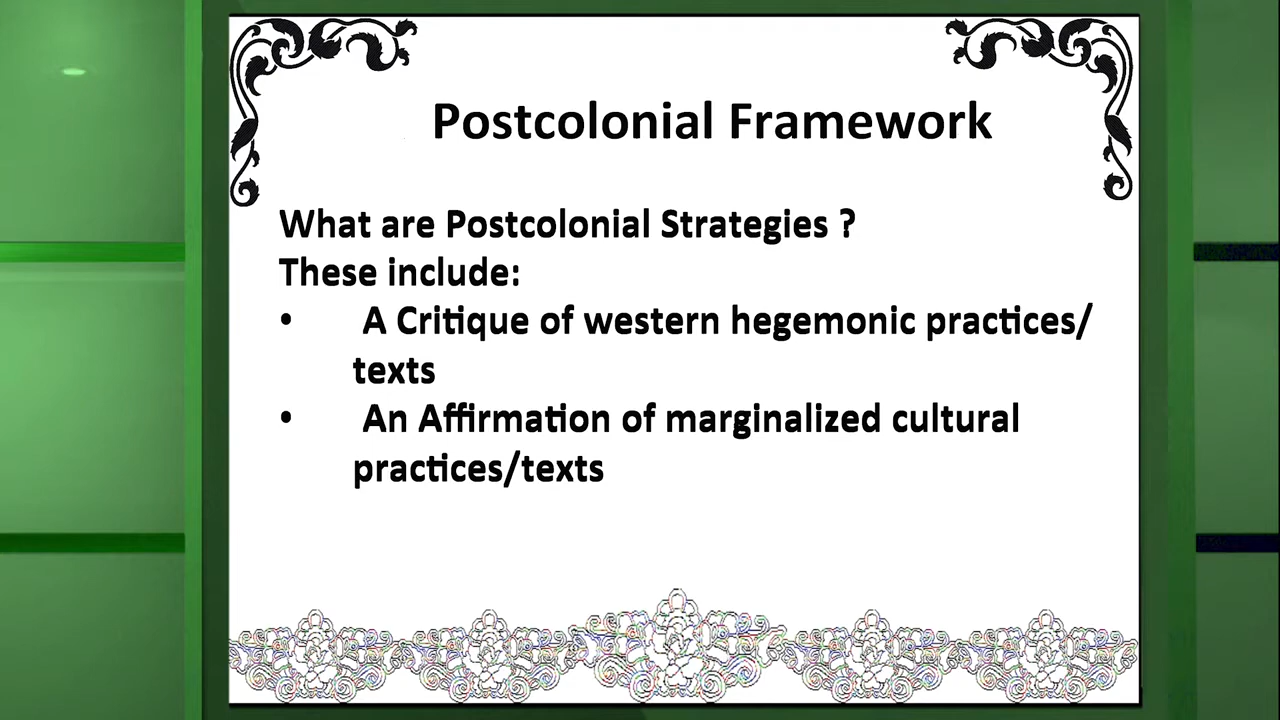 Postcolonial Framework
What are Postcolonial Strategies ?
These include:
• A Critique of western hegemonic practices/
texts
• An Affirmation of marginalized cultural
practices/texts